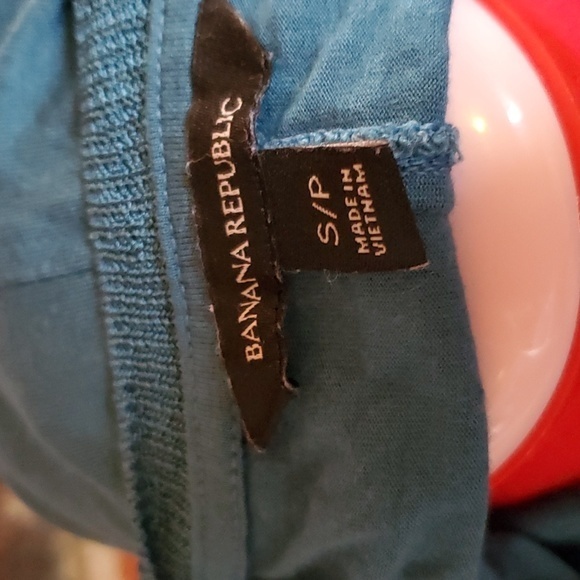 BANANA REPUBLIC
S/P
MADE IN
VIETNAM